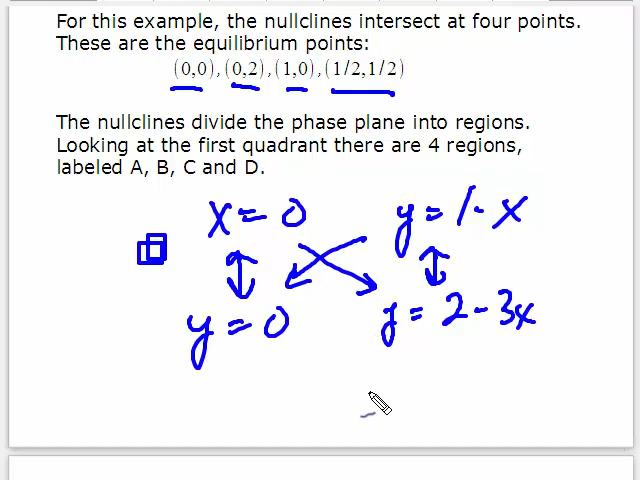 For this example, the nullclines intersect at four points.
These are the equilibrium points:
(0,0), (0,2), (1,0), (1/2,1/2)
The nullclines divide the phase plane into regions.
Looking at the first quadrant there are 4 regions,
labeled A, B, C and D.
x = 0 y = 1 - x
y = 0 y = 2 - 3x